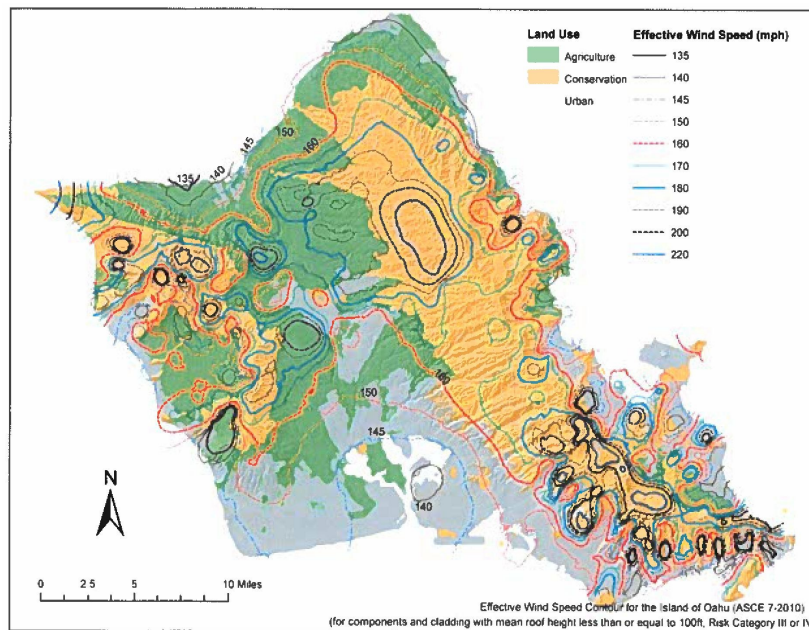 Land Use
Agriculture
Conservation
Urban
Effective Wind Speed (mph)
135
140
145
150
160
170
180
190
200
220
150
145
160
140
135
160
150
145
140
N
0 2.5 5 10 Miles
Effective Wind Speed Contour for the Island of Oahu (ASCE 7-2010)
(for components and cladding with mean roof height less than or equal to 100ft, Risk Category III or IV